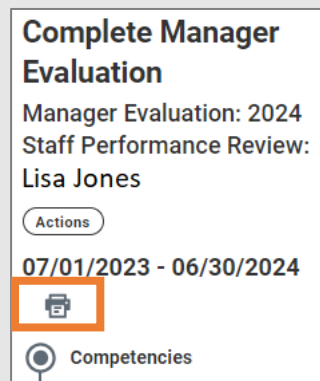 Complete Manager
Evaluation
Manager Evaluation: 2024
Staff Performance Review:
Lisa Jones
Actions
07/01/2023 - 06/30/2024
Competencies